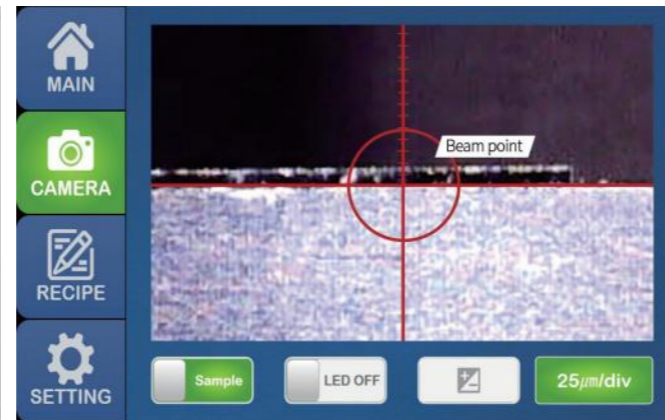 MAIN
CAMERA
RECIPE
SETTING
Beam point
Sample
LED OFF
25µm/div